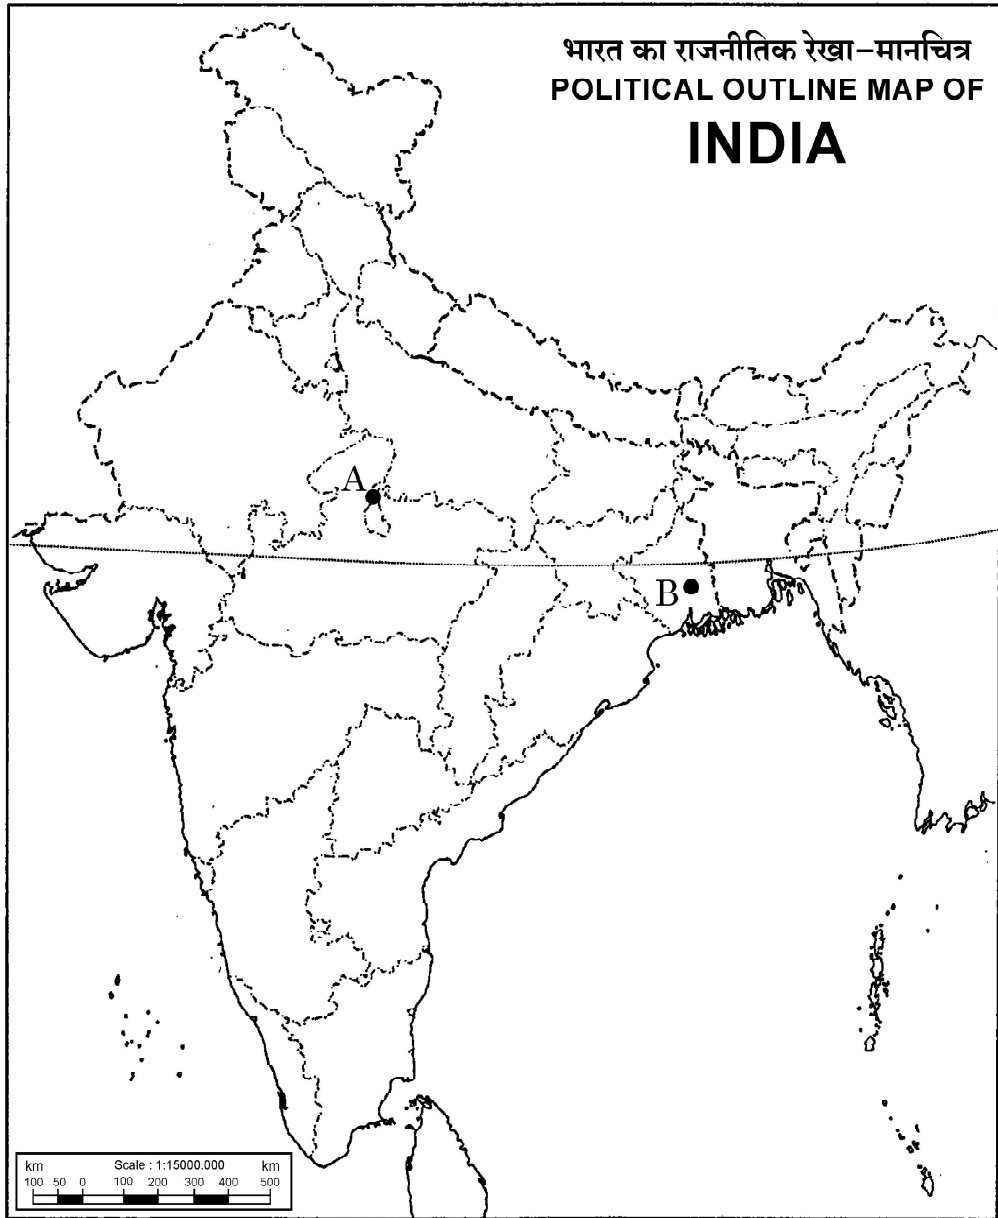 भारत का राजनीतिक रेखा–मानचित्र
POLITICAL OUTLINE MAP OF
INDIA
A
B
km Scale : 1:15000.000 km
100 50 0 100 200 300 400 500